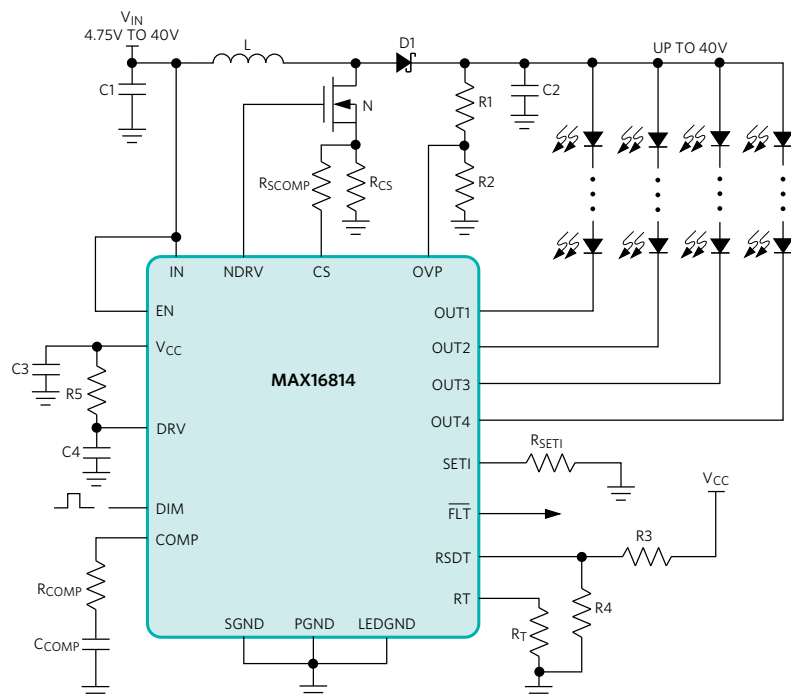 VIN
4.75V TO 40V
L
D1
UP TO 40V
C1
N
R1
C2
RSCOMP
RCS
R2
IN
NDRV
CS
OVP
EN
OUT1
VCC
OUT2
C3
MAX16814
R5
OUT3
DRV
OUT4
C4
SETI
RSETI
VCC
DIM
FLT
COMP
RSDT
R3
RCOMP
RT
R4
SGND
PGND
LEDGND
RT
CCOMP